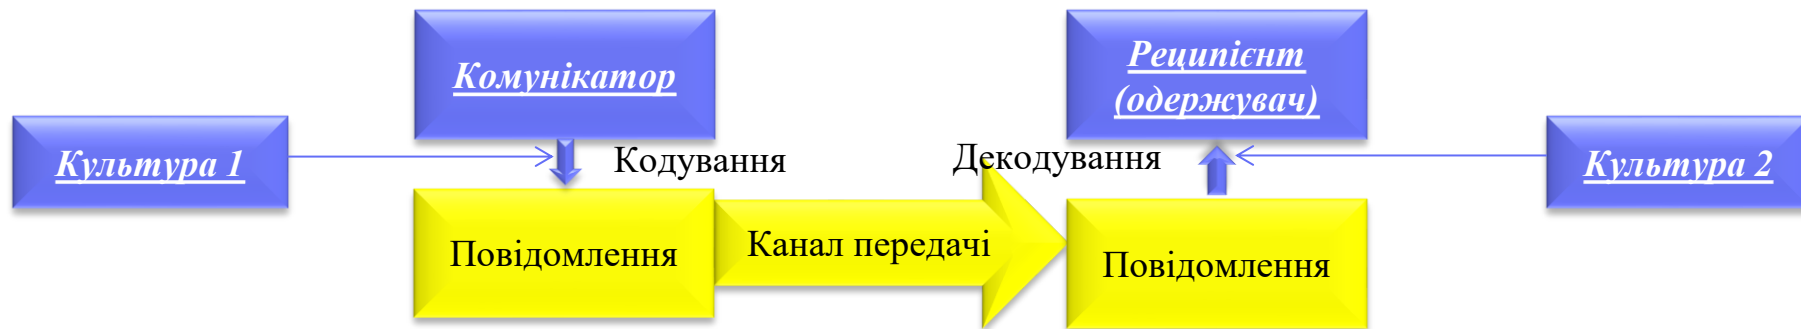 Комунікатор
Реципієнт
(одержувач)
Культура 1
Кодування
Декодування
Культура 2
Повідомлення
Канал передачі
Повідомлення